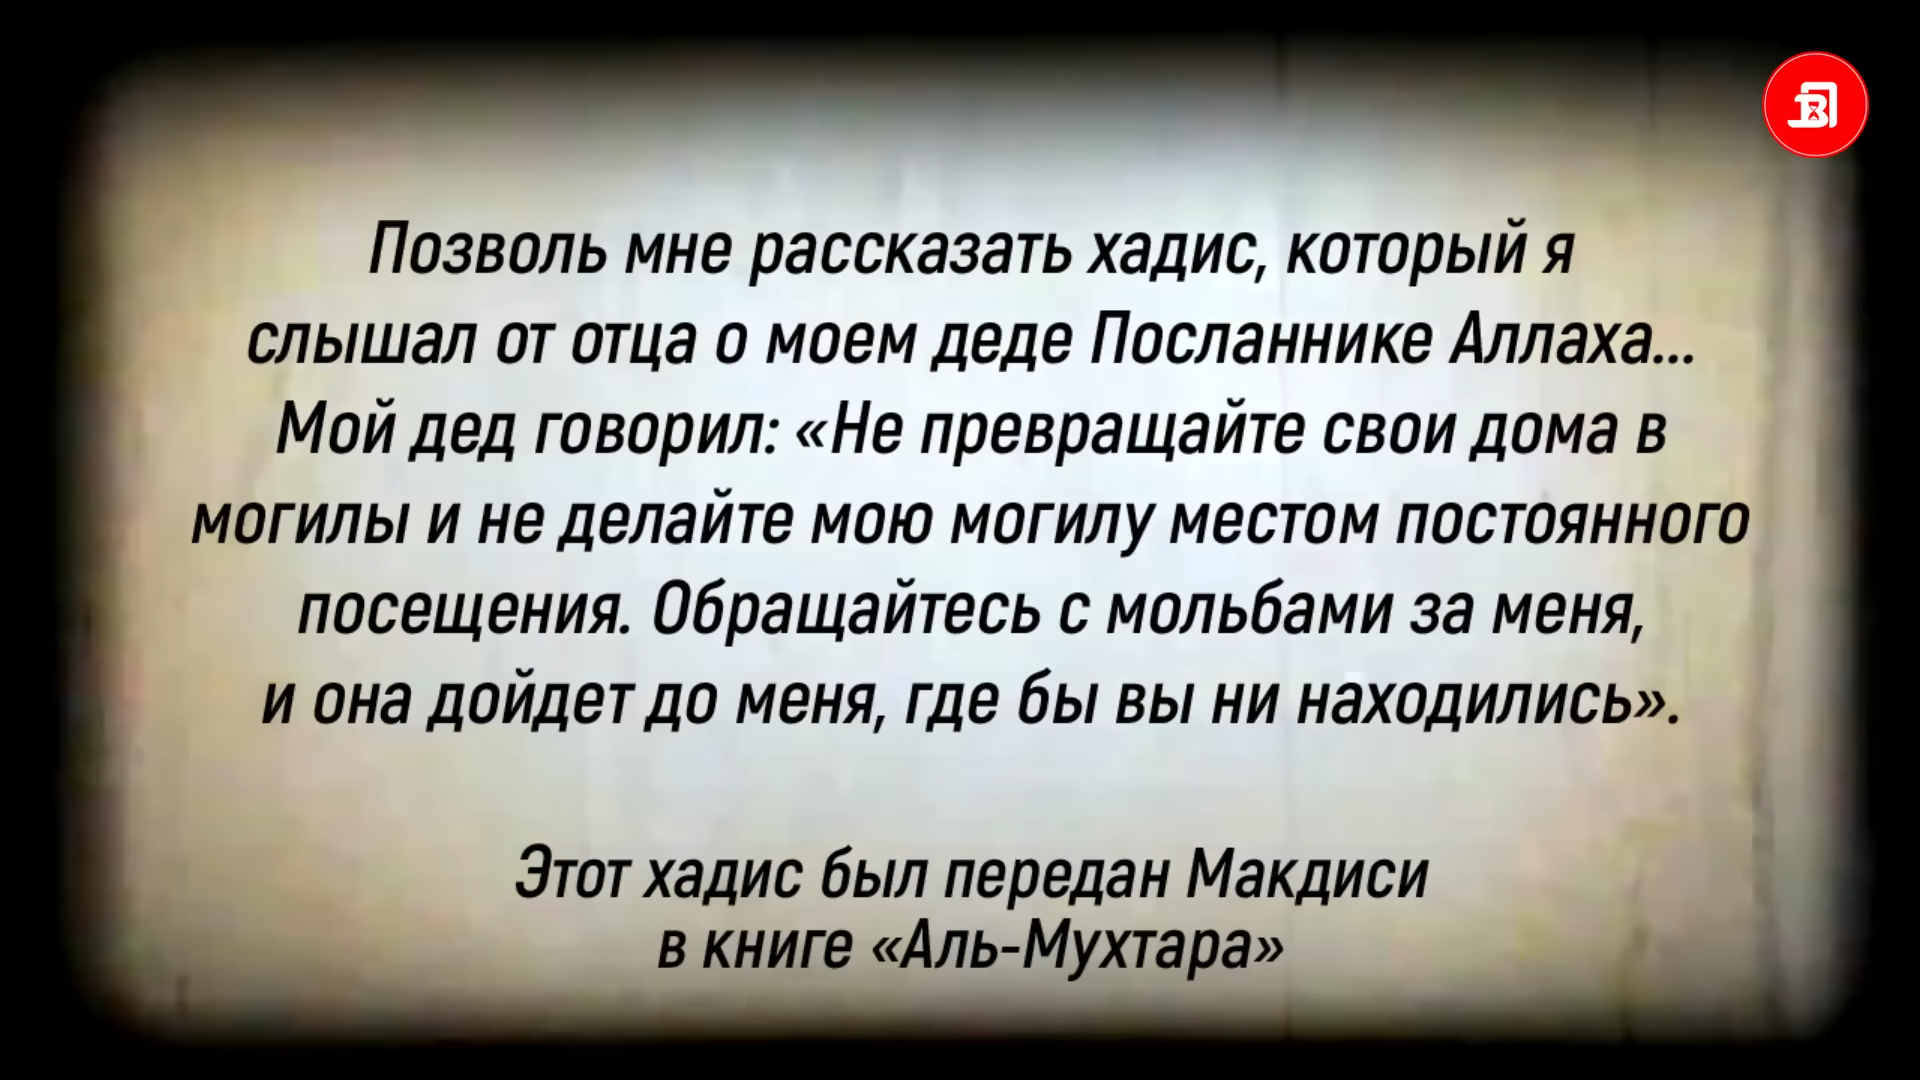 Позволь мне рассказать хадис, который я
слышал от отца о моем деде Посланнике Аллаха...
Мой дед говорил: «Не превращайте свои дома в
могилы и не делайте мою могилу местом постоянного
посещения. Обращайтесь с мольбами за меня,
и она дойдет до меня, где бы вы ни находились».
Этот хадис был передан Макдиси
в книге «Аль-Мухтара»